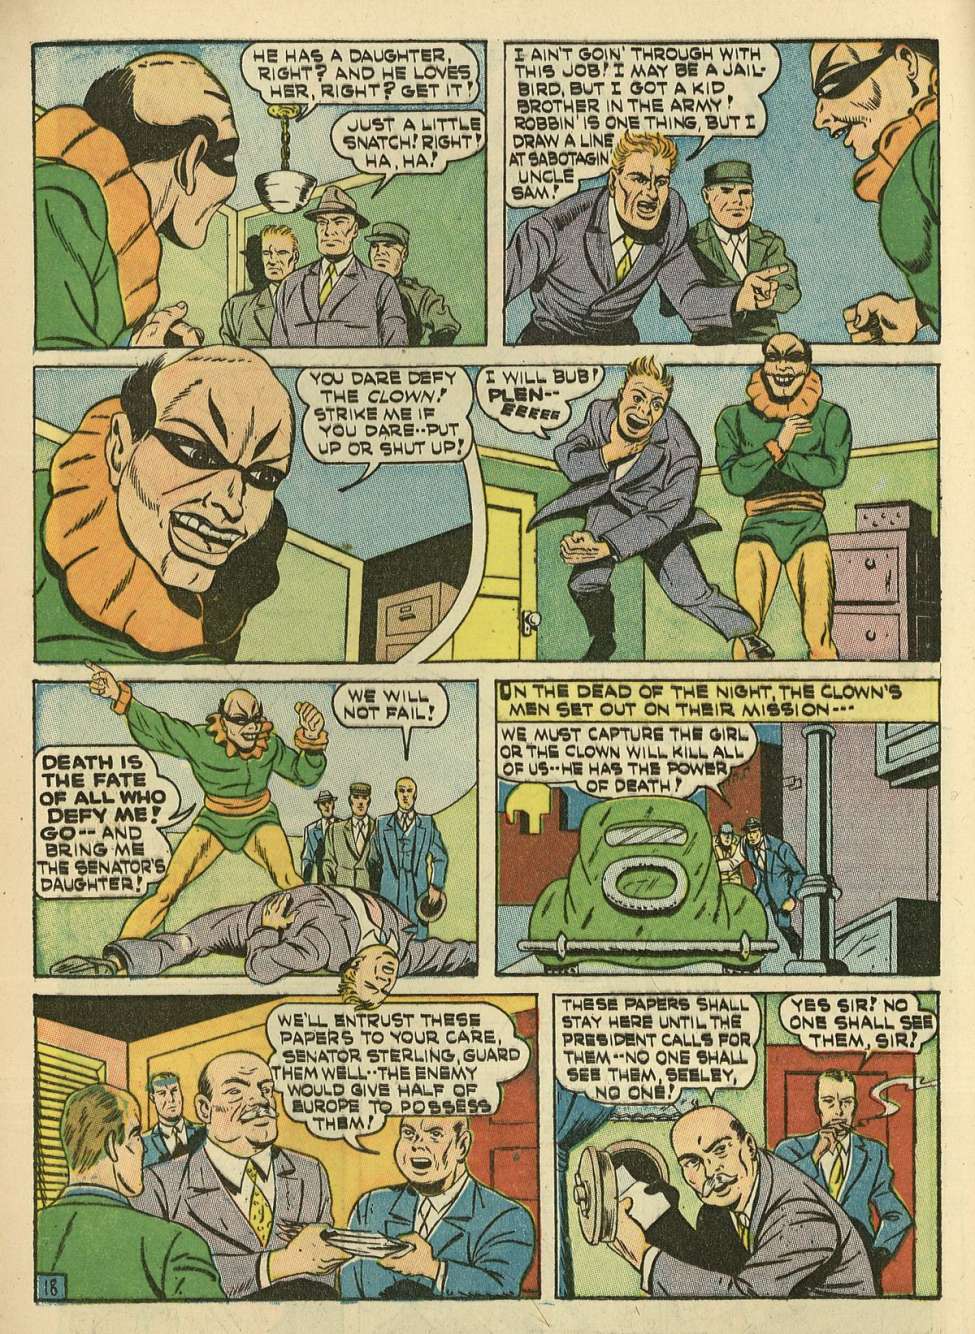 HE HAS A DAUGHTER,
RIGHT? AND HE LOVES
HER, RIGHT? GET IT!
JUST A LITTLE
SNATCH! RIGHT!
HA, HA!
I AIN'T GOIN' THROUGH WITH
THIS JOB! I MAY BE A JAIL-
BIRD, BUT I GOT A KID
BROTHER IN THE ARMY!
ROBBIN' IS ONE THING, BUT I
DRAW A LINE
AT SABOTAGIN'
UNCLE
SAM!
YOU DARE DEFY
THE CLOWN!
STRIKE ME IF
YOU DARE--PUT
UP OR SHUT UP!
I WILL BUB!
PLEN--
EEEEE
DEATH IS
THE FATE
OF ALL WHO
DEFY ME!
GO-- AND
BRING ME
THE SENATOR'S
DAUGHTER!
WE WILL
NOT FAIL!
ON THE DEAD OF THE NIGHT, THE CLOWN'S
MEN SET OUT ON THEIR MISSION---
WE MUST CAPTURE THE GIRL
OR THE CLOWN WILL KILL ALL
OF US--HE HAS THE POWER
OF DEATH!
WE'LL ENTRUST THESE
PAPERS TO YOUR CARE,
SENATOR STERLING, GUARD
THEM WELL--THE ENEMY
WOULD GIVE HALF OF
EUROPE TO POSSESS
THEM!
THESE PAPERS SHALL
STAY HERE UNTIL THE
PRESIDENT CALLS FOR
THEM--NO ONE SHALL
SEE THEM, SEELEY,
NO ONE!
YES SIR! NO
ONE SHALL SEE
THEM, SIR!
18